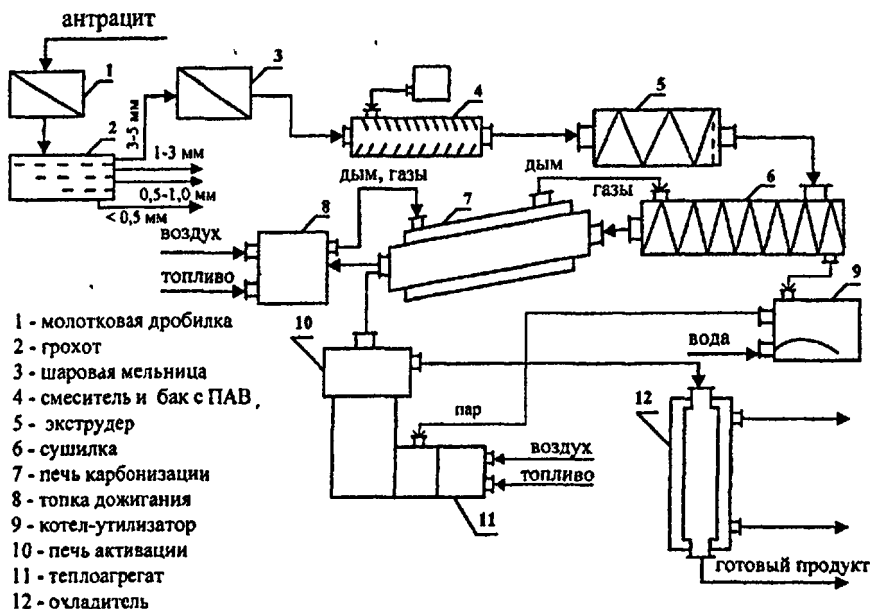 антрацит
1
3
2
3-5 мм
1-3 мм
0,5-1,0 мм
< 0,5 мм
4
5
дым, газы
дым
газы
6
7
8
воздух
топливо
9
вода
10
пар
12
воздух
топливо
11
готовый продукт
1 - молотковая дробилка
2 - грохот
3 - шаровая мельница
4 - смеситель и бак с ПАВ
5 - экструдер
6 - сушилка
7 - печь карбонизации
8 - топка дожигания
9 - котел-утилизатор
10 - печь активации
11 - теплоагрегат
12 - охладитель